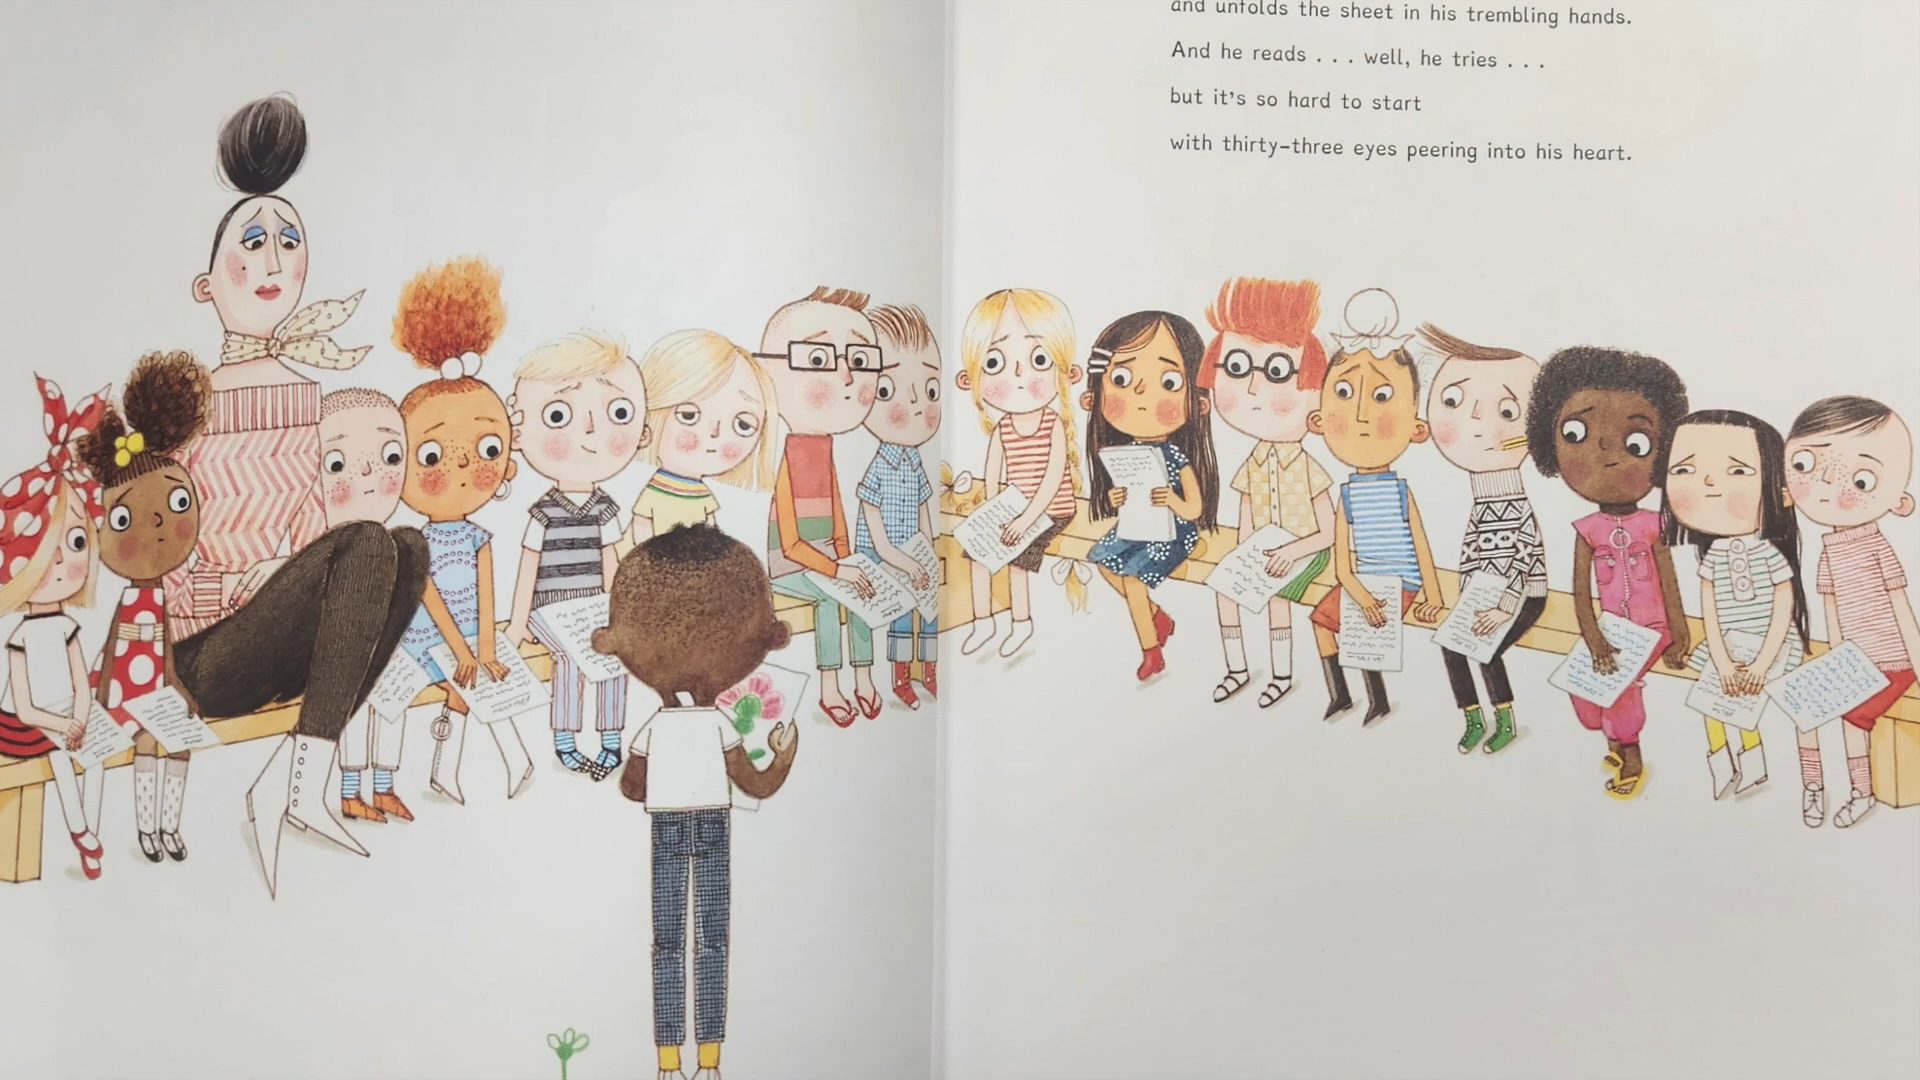 and unfolds the sheet in his trembling hands.
And he reads . . . well, he tries . . .
but it's so hard to start
with thirty-three eyes peering into his heart.